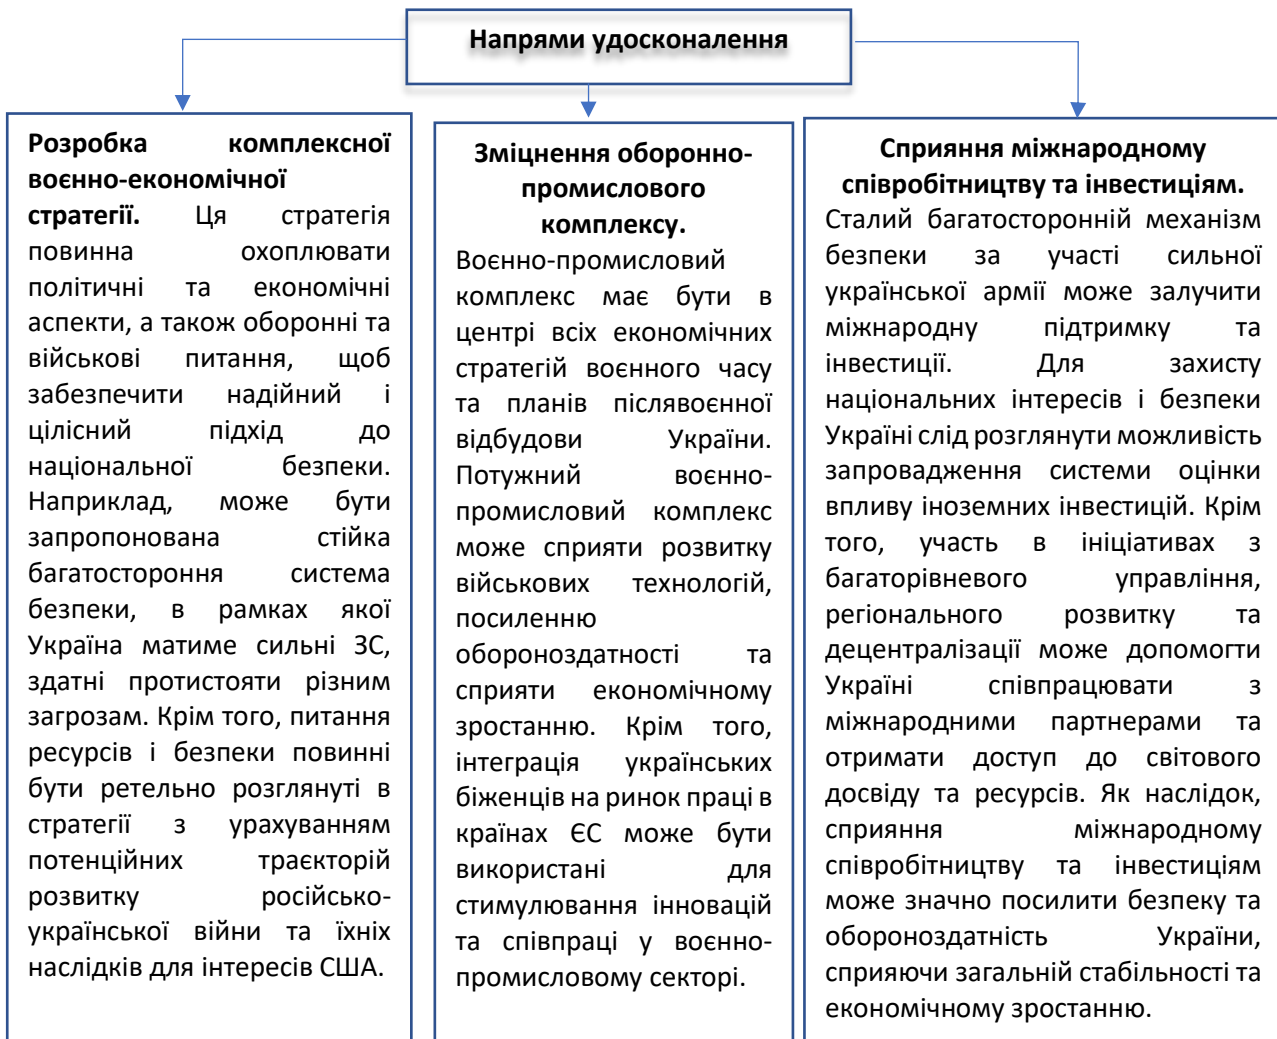 Напрями удосконалення
Розробка комплексної
воєнно-економічної
стратегії. Ця стратегія
повинна охоплювати
політичні та економічні
аспекти, а також оборонні та
військові питання, щоб
забезпечити надійний і
цілісний підхід до
національної безпеки.
Наприклад, може бути
запропонована стійка
багатостороння система
безпеки, в рамках якої
Україна матиме сильні ЗС,
здатні протистояти різним
загрозам. Крім того, питання
ресурсів і безпеки повинні
бути ретельно розглянуті в
стратегії з урахуванням
потенційних траєкторій
розвитку російсько-
української війни та їхніх
наслідків для інтересів США.
Зміцнення оборонно-
промислового
комплексу.
Воєнно-промисловий
комплекс має бути в
центрі всіх економічних
стратегій воєнного часу
та планів післявоєнної
відбудови України.
Потужний воєнно-
промисловий комплекс
може сприяти розвитку
військових технологій,
посиленню
обороноздатності та
сприяти економічному
зростанню. Крім того,
інтеграція українських
біженців на ринок праці в
країнах ЄС може бути
використані для
стимулювання інновацій
та співпраці у воєнно-
промисловому секторі.
Сприяння міжнародному
співробітництву та інвестиціям.
Сталий багатосторонній механізм
безпеки за участі сильної
української армії може залучити
міжнародну підтримку та
інвестиції. Для захисту
національних інтересів і безпеки
Україні слід розглянути можливість
запровадження системи оцінки
впливу іноземних інвестицій. Крім
того, участь в ініціативах з
багаторівневого управління,
регіонального розвитку та
децентралізації може допомогти
Україні співпрацювати з
міжнародними партнерами та
отримати доступ до світового
досвіду та ресурсів. Як наслідок,
сприяння міжнародному
співробітництву та інвестиціям
може значно посилити безпеку та
обороноздатність України,
сприяючи загальній стабільності та
економічному зростанню.